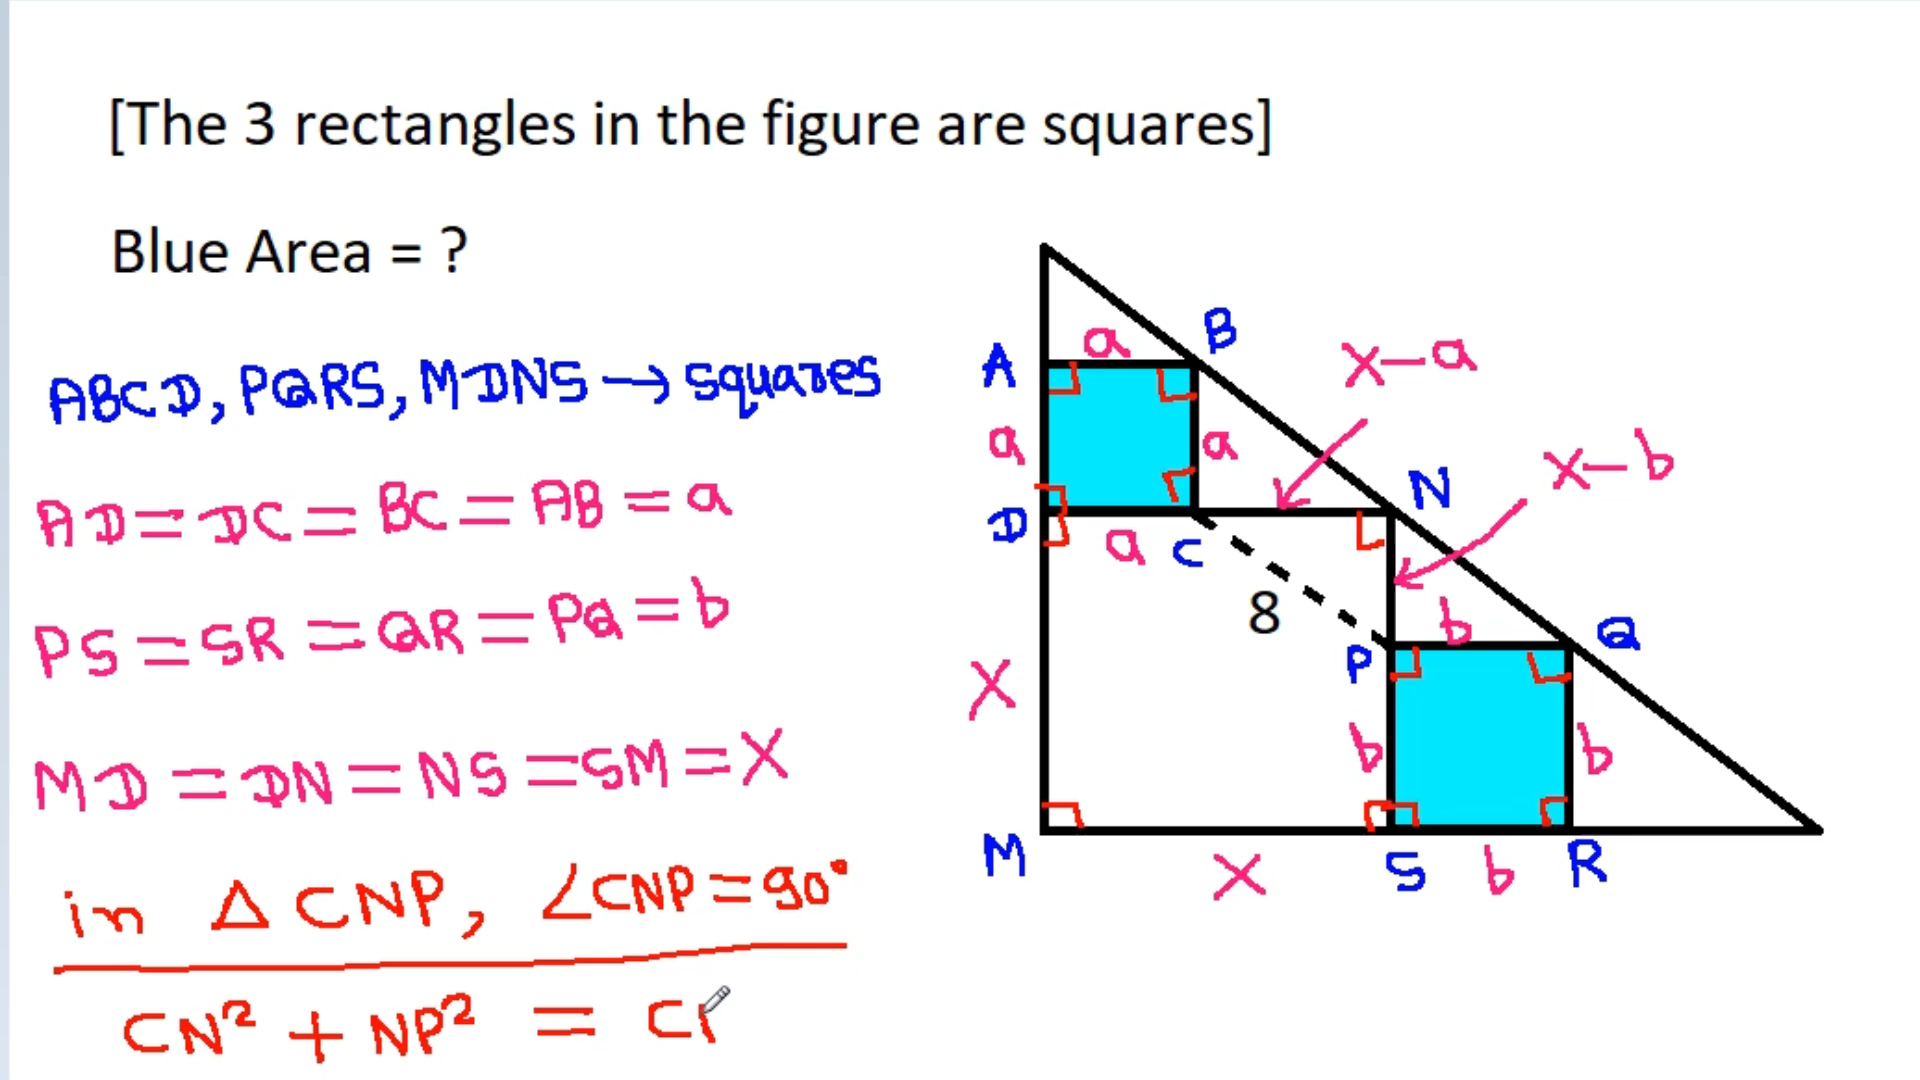 [The 3 rectangles in the figure are squares]
Blue Area = ?
ABCD, PQRS, MDNS → squares
AD = DC = BC = AB = a
PS = SR = QR = PQ = b
MD = DN = NS = SM = x
in Δ CNP, ∠CNP = 90°
CN² + NP² = CP
A
a
B
x-a
a
a
x-b
N
D
a
C
8
b
Q
P
x
b
b
M
x
S
b
R